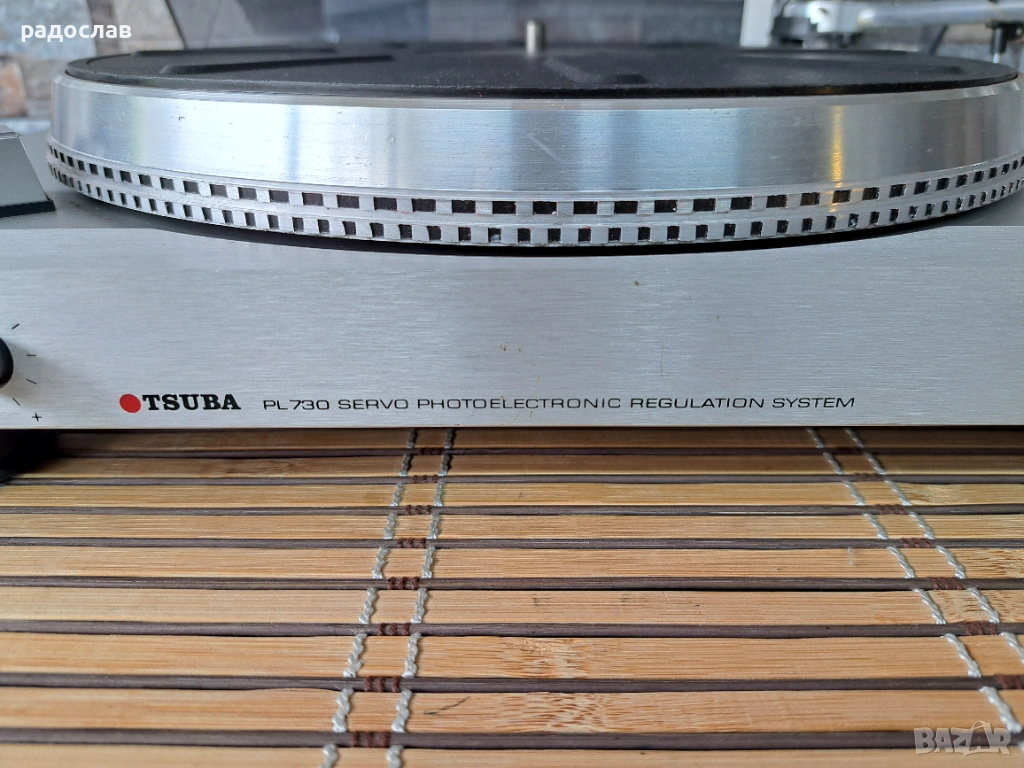 радослав
TSUBA PL730 SERVO PHOTOELECTRONIC REGULATION SYSTEM
+
BAZAR